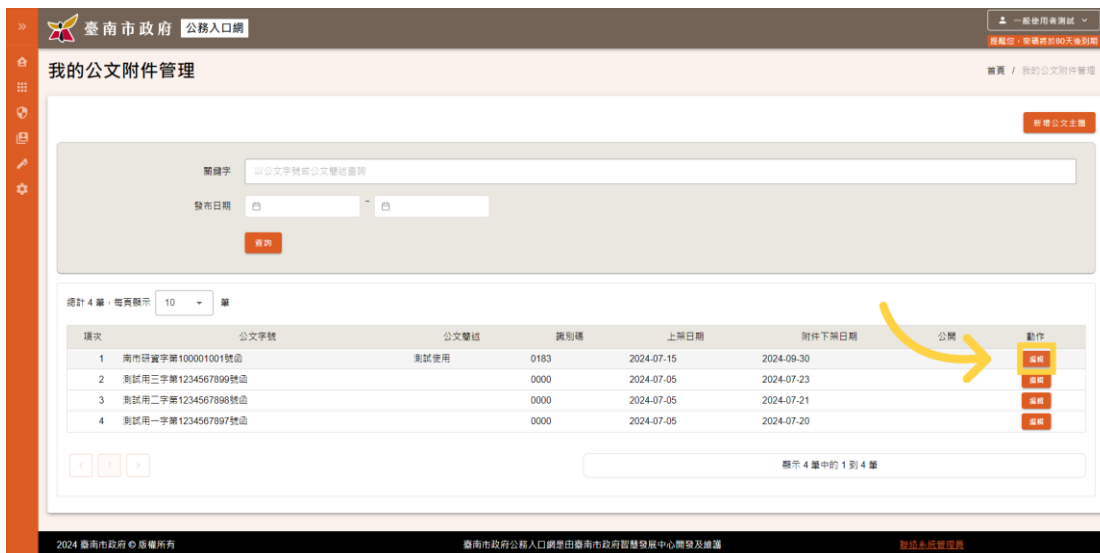 臺南市政府 公務入口網
一般使用者測試
提醒您，密碼將於80天後到期
我的公文附件管理
首頁 / 我的公文附件管理
新增公文主題
關鍵字 以公文字號或公文簡述查詢
發布日期 ~
查詢
總計 4 筆，每頁顯示 10 筆
項次 公文字號 公文簡述 識別碼 上架日期 附件下架日期 公開 動作
1 南市研資字第100001001號函 測試使用 0183 2024-07-15 2024-09-30 編輯
2 測試用三字第1234567899號函 0000 2024-07-05 2024-07-23 編輯
3 測試用二字第1234567898號函 0000 2024-07-05 2024-07-21 編輯
4 測試用一字第1234567897號函 0000 2024-07-05 2024-07-20 編輯
1
顯示 4 筆中的 1 到 4 筆
2024 臺南市政府 © 版權所有 臺南市政府公務入口網是由臺南市政府智慧發展中心開發及維護 聯絡系統管理員